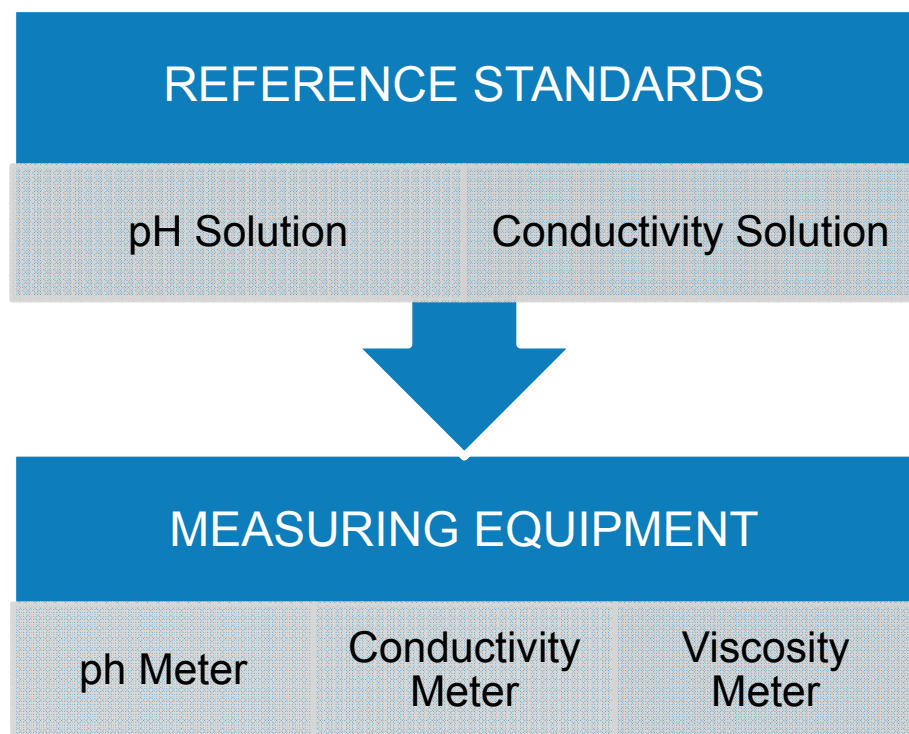 REFERENCE STANDARDS
pH Solution
Conductivity Solution
MEASURING EQUIPMENT
ph Meter
Conductivity
Meter
Viscosity
Meter